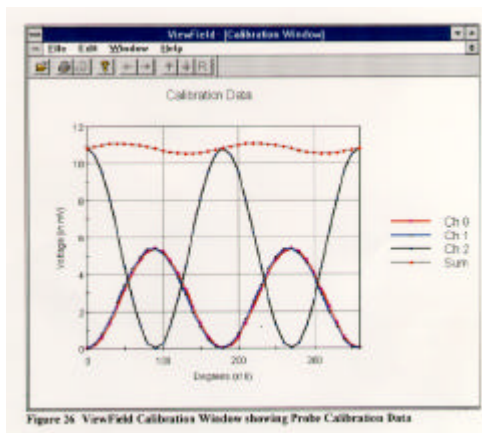 ViewField - [Calibration Window]
File Edit Window Help
R
Calibration Data
12
10
8
6
4
2
0
Voltage (in mV)
0 100 200 300
Degrees (of θ)
Ch 0
Ch 1
Ch 2
Sum
Figure 26 ViewField Calibration Window showing Probe Calibration Data